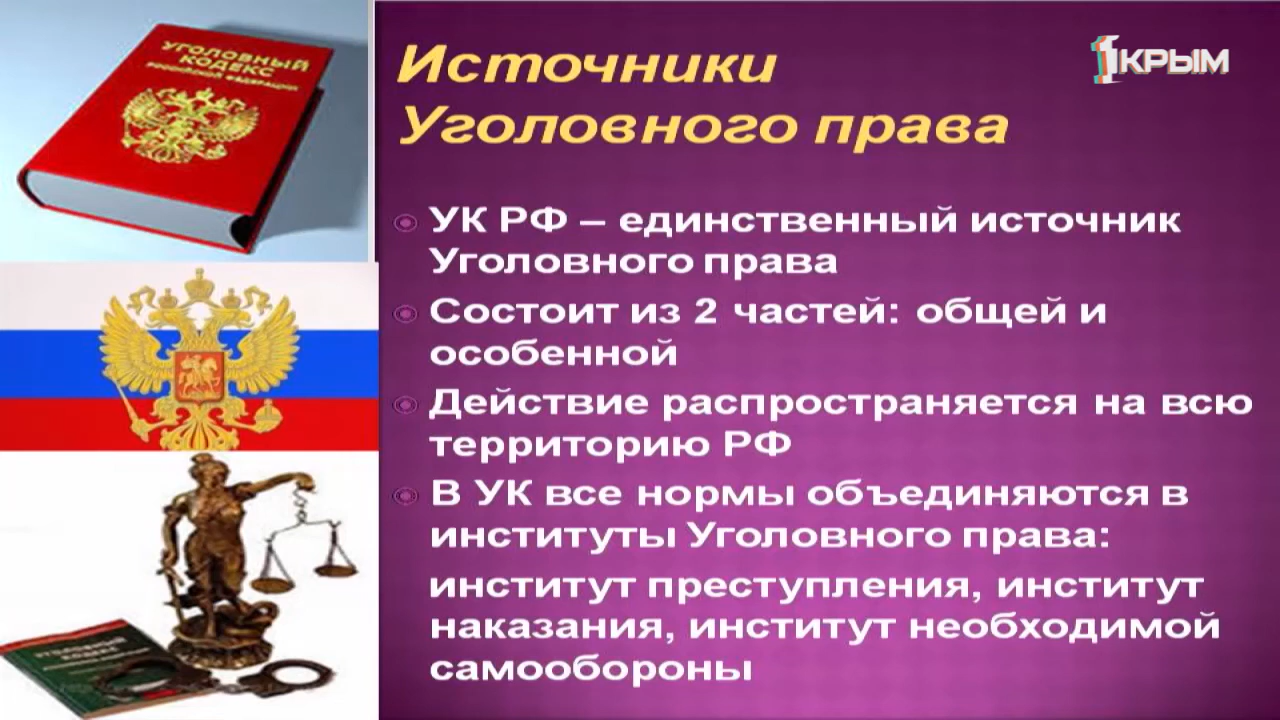 УГОЛОВНЫЙ
КОДЕКС
РОССИЙСКОЙ ФЕДЕРАЦИИ
1КРЫМ
Источники
Уголовного права
УК РФ – единственный источник
Уголовного права
Состоит из 2 частей: общей и
особенной
Действие распространяется на всю
территорию РФ
В УК все нормы объединяются в
институты Уголовного права:
институт преступления, институт
наказания, институт необходимой
самообороны